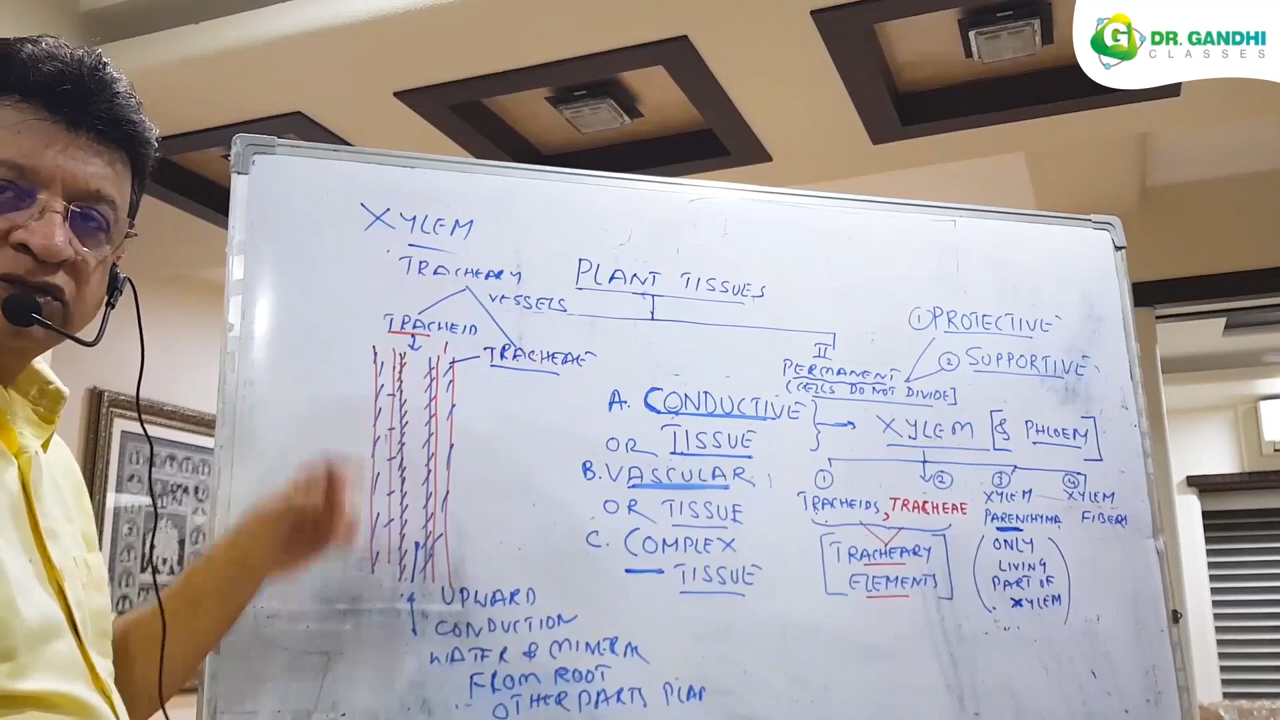 DR. GANDHI
CLASSES
XYLEM
TRACHEARY
VESSELS
TRACHEID
TRACHEAE
UPWARD
CONDUCTION
WATER & MINERAL
FROM ROOT
OTHER PARTS PLAN
PLANT TISSUES
II
PERMANENT
[CELLS DO NOT DIVIDE]
① PROTECTIVE
② SUPPORTIVE
A. CONDUCTIVE
OR TISSUE
B. VASCULAR
OR TISSUE
C. COMPLEX
TISSUE
XYLEM [& PHLOEM]
① ② ③ ④
TRACHEIDS, TRACHEAE
[TRACHEARY
ELEMENTS]
XYLEM
PARENCHYMA
(ONLY
LIVING
PART OF
XYLEM)
XYLEM
FIBERS